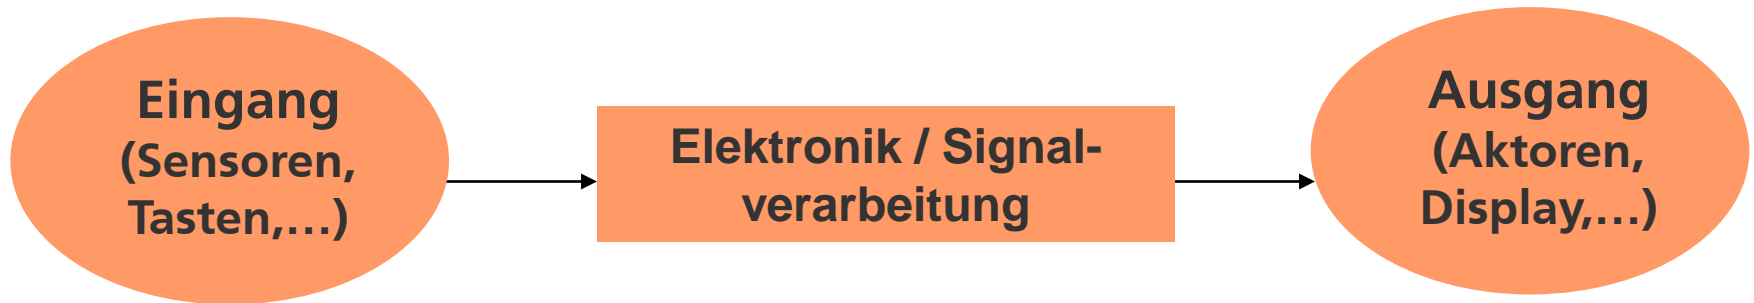 Eingang
(Sensoren,
Tasten,...)
Elektronik / Signal-
verarbeitung
Ausgang
(Aktoren,
Display,...)